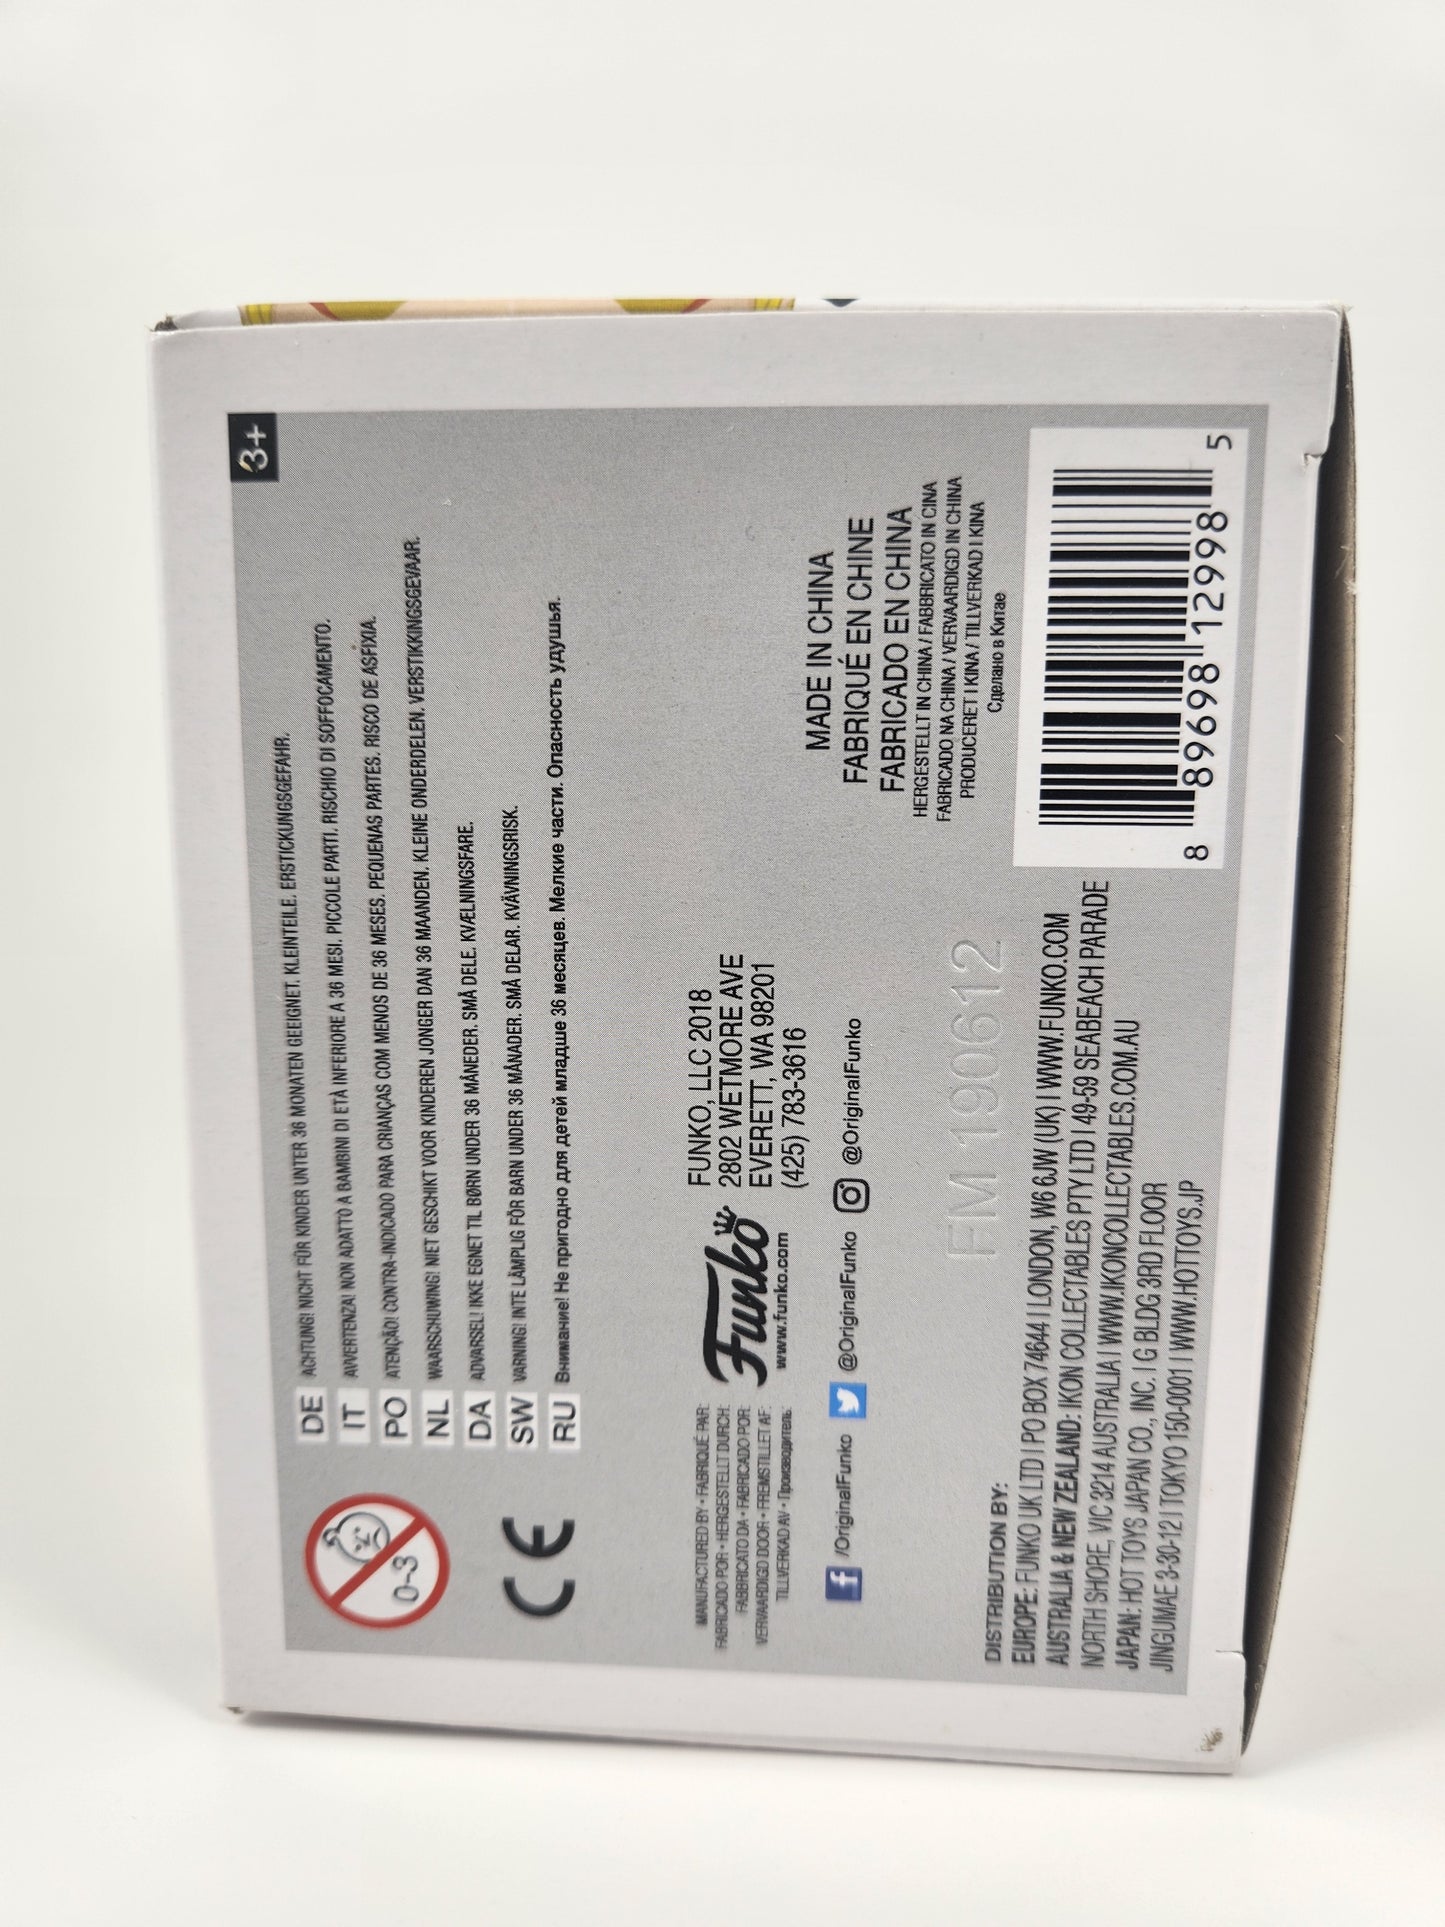 3+
0-3
DE ACHTUNG! NICHT FÜR KINDER UNTER 36 MONATEN GEEIGNET. KLEINTEILE. ERSTICKUNGSGEFAHR.
IT AVVERTENZA! NON ADATTO A BAMBINI DI ETÀ INFERIORE A 36 MESI. PICCOLE PARTI. RISCHIO DI SOFFOCAMENTO.
PO ATENÇÃO! CONTRA-INDICADO PARA CRIANÇAS COM MENOS DE 36 MESES. PEQUENAS PARTES. RISCO DE ASFIXIA.
NL WAARSCHUWING! NIET GESCHIKT VOOR KINDEREN JONGER DAN 36 MAANDEN. KLEINE ONDERDELEN. VERSTIKKINGSGEVAAR.
DA ADVARSEL! IKKE EGNET TIL BØRN UNDER 36 MÅNEDER. SMÅ DELE. KVÆLNINGSFARE.
SW VARNING! INTE LÄMPLIG FÖR BARN UNDER 36 MÅNADER. SMÅ DELAR. KVÄVNINGSRISK.
RU Внимание! Не пригодно для детей младше 36 месяцев. Мелкие части. Опасность удушья.
CE
MANUFACTURED BY • FABRIQUÉ PAR:
FABRICADO POR • HERGESTELLT DURCH:
FABBRICATO DA • FABRICADO POR:
VERVAARDIGD DOOR • FREMSTILLET AF:
TILLVERKAD AV • Производитель:
Funko
www.funko.com
FUNKO, LLC 2018
2802 WETMORE AVE
EVERETT, WA 98201
(425) 783-3616
/OriginalFunko @OriginalFunko @OriginalFunko
MADE IN CHINA
FABRIQUÉ EN CHINE
FABRICADO EN CHINA
HERGESTELLT IN CHINA / FABBRICATO IN CINA
FABRICADO NA CHINA / VERVAARDIGD IN CHINA
PRODUCERET I KINA / TILLVERKAD I KINA
Сделано в Китае
FM 190612
DISTRIBUTION BY:
EUROPE: FUNKO UK LTD I PO BOX 74644 I LONDON, W6 6JW (UK) I WWW.FUNKO.COM
AUSTRALIA & NEW ZEALAND: IKON COLLECTABLES PTY LTD I 49-59 SEABEACH PARADE
NORTH SHORE, VIC 3214 AUSTRALIA I WWW.IKONCOLLECTABLES.COM.AU
JAPAN: HOT TOYS JAPAN CO., INC. I G BLDG 3RD FLOOR
JINGUMAE 3-30-12 I TOKYO 150-0001 I WWW.HOTTOYS.JP
8 89698 12998 5